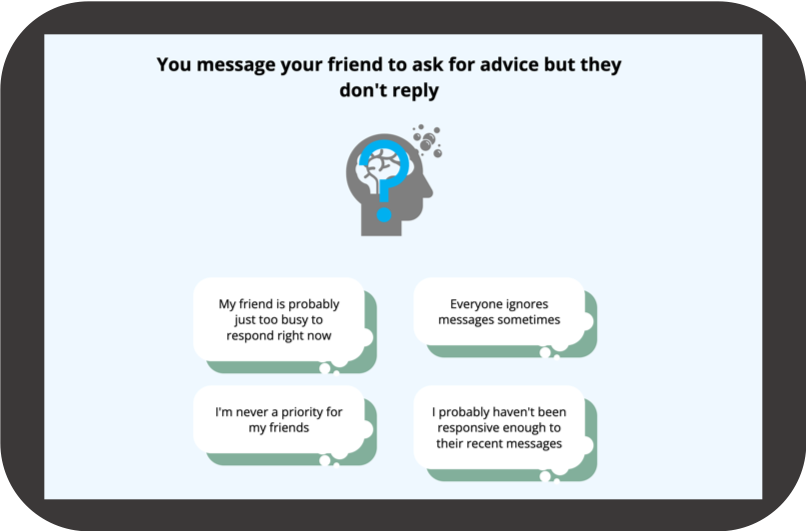 You message your friend to ask for advice but they
don't reply
My friend is probably
just too busy to
respond right now
Everyone ignores
messages sometimes
I'm never a priority for
my friends
I probably haven't been
responsive enough to
their recent messages